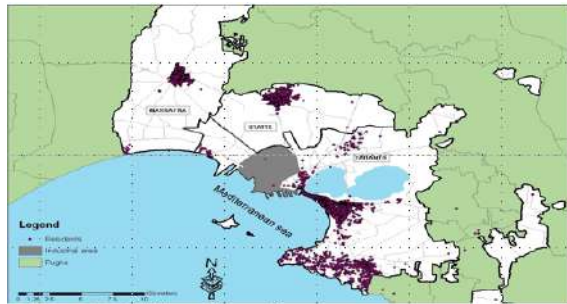 MASSAFRA
STATTE
TARANTO
Mediterranean sea
Legend
Residents
Industrial area
Puglia
N